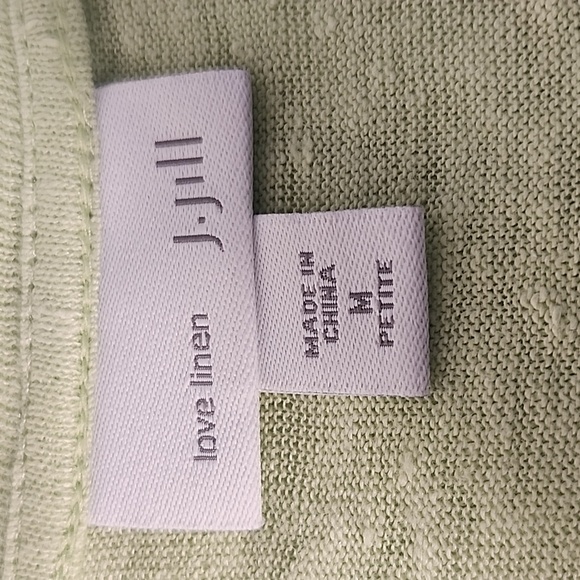 love linen J.Jill
MADE IN
CHINA
M
PETITE